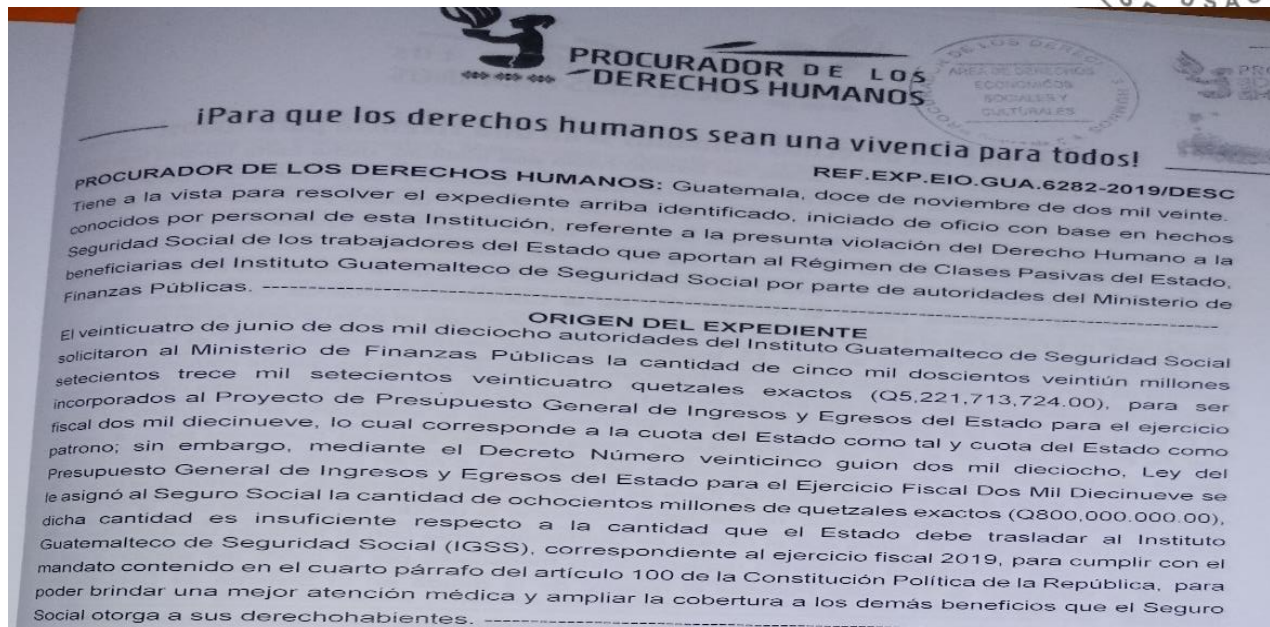 PROCURADOR DE LOS
DERECHOS HUMANOS
AREA DE DERECHOS
ECONOMICOS
SOCIALES Y
CULTURALES
¡Para que los derechos humanos sean una vivencia para todos!
REF.EXP.EIO.GUA.6282-2019/DESC
PROCURADOR DE LOS DERECHOS HUMANOS: Guatemala, doce de noviembre de dos mil veinte.
Tiene a la vista para resolver el expediente arriba identificado, iniciado de oficio con base en hechos
conocidos por personal de esta Institución, referente a la presunta violación del Derecho Humano a la
Seguridad Social de los trabajadores del Estado que aportan al Régimen de Clases Pasivas del Estado,
beneficiarias del Instituto Guatemalteco de Seguridad Social por parte de autoridades del Ministerio de
Finanzas Públicas. ---
ORIGEN DEL EXPEDIENTE
El veinticuatro de junio de dos mil dieciocho autoridades del Instituto Guatemalteco de Seguridad Social
solicitaron al Ministerio de Finanzas Públicas la cantidad de cinco mil doscientos veintiún millones
setecientos trece mil setecientos veinticuatro quetzales exactos (Q5,221,713,724.00), para ser
incorporados al Proyecto de Presupuesto General de Ingresos y Egresos del Estado para el ejercicio
fiscal dos mil diecinueve, lo cual corresponde a la cuota del Estado como tal y cuota del Estado como
patrono; sin embargo, mediante el Decreto Número veinticinco guion dos mil dieciocho, Ley del
Presupuesto General de Ingresos y Egresos del Estado para el Ejercicio Fiscal Dos Mil Diecinueve se
le asignó al Seguro Social la cantidad de ochocientos millones de quetzales exactos (Q800,000.000.00),
dicha cantidad es insuficiente respecto a la cantidad que el Estado debe trasladar al Instituto
Guatemalteco de Seguridad Social (IGSS), correspondiente al ejercicio fiscal 2019, para cumplir con el
mandato contenido en el cuarto párrafo del artículo 100 de la Constitución Política de la República, para
poder brindar una mejor atención médica y ampliar la cobertura a los demás beneficios que el Seguro
Social otorga a sus derechohabientes. ---